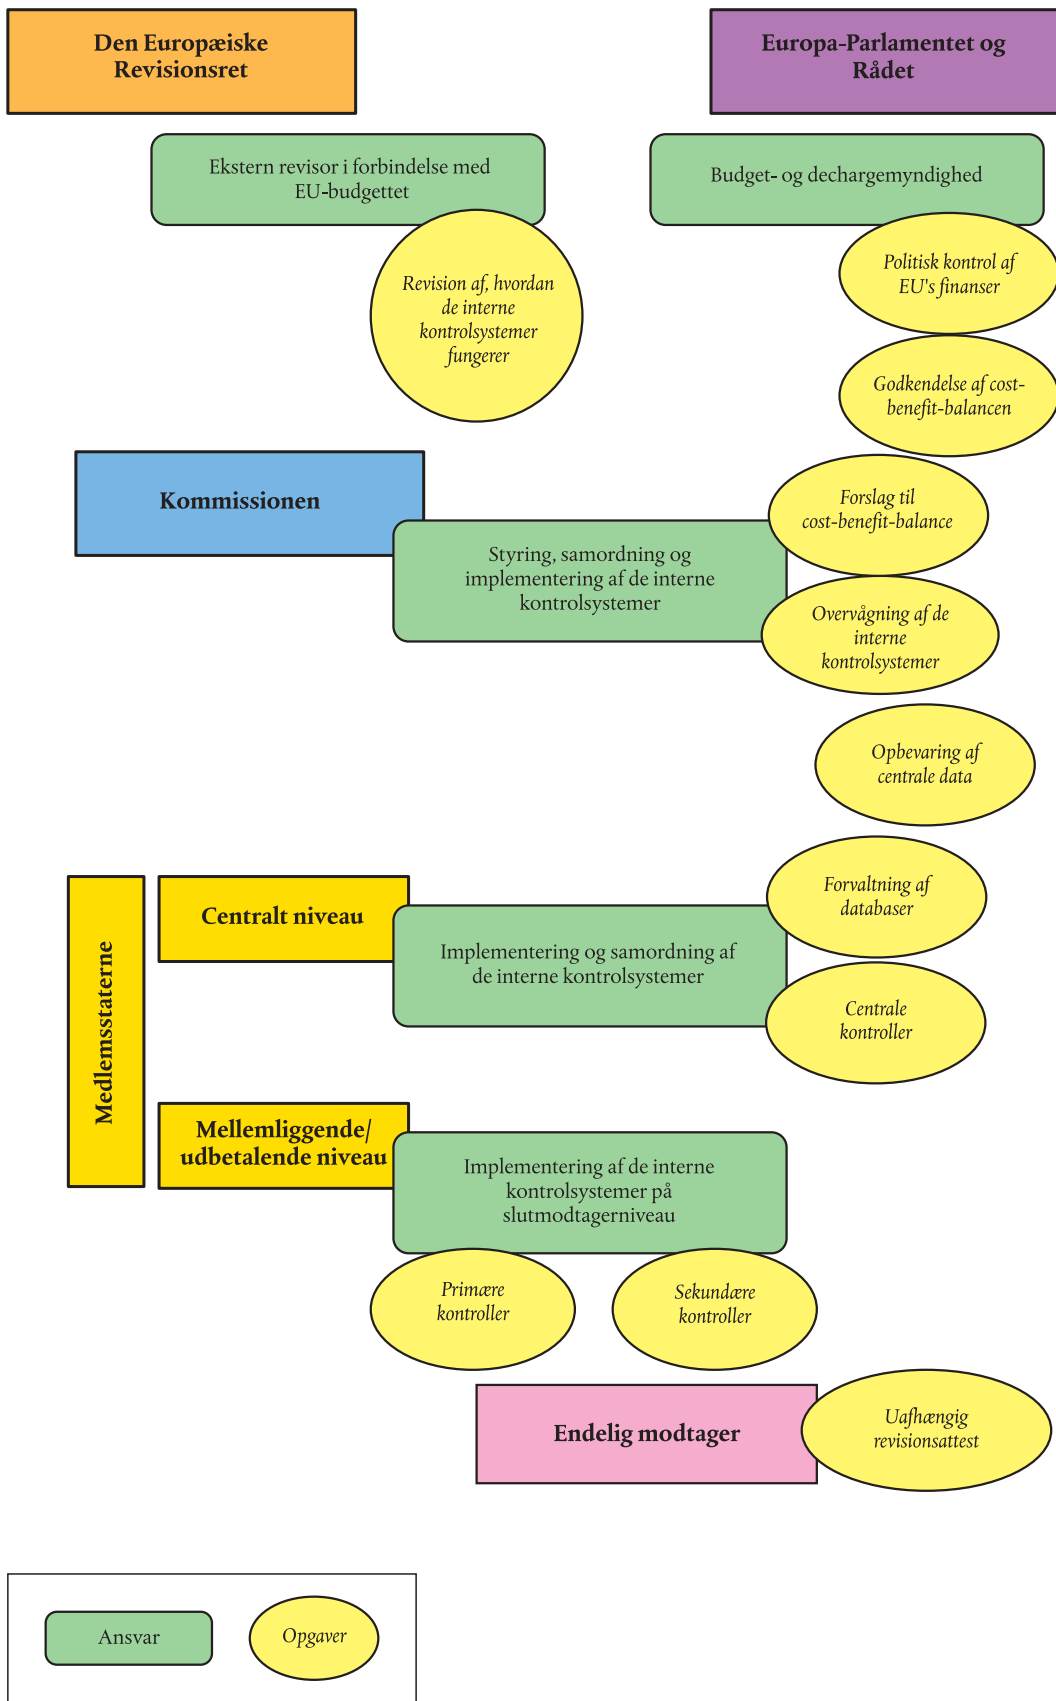 Den Europæiske
Revisionsret
Europa-Parlamentet og
Rådet
Ekstern revisor i forbindelse med
EU-budgettet
Budget- og dechargemyndighed
Revision af, hvordan
de interne
kontrolsystemer
fungerer
Politisk kontrol af
EU's finanser
Godkendelse af cost-
benefit-balancen
Kommissionen
Forslag til
cost-benefit-balance
Styring, samordning og
implementering af de interne
kontrolsystemer
Overvågning af de
interne
kontrolsystemer
Opbevaring af
centrale data
Medlemsstaterne
Centralt niveau
Forvaltning af
databaser
Implementering og samordning af
de interne kontrolsystemer
Centrale
kontroller
Mellemliggende/
udbetalende niveau
Implementering af de interne
kontrolsystemer på
slutmodtagerniveau
Primære
kontroller
Sekundære
kontroller
Endelig modtager
Uafhængig
revisionsattest
Ansvar
Opgaver